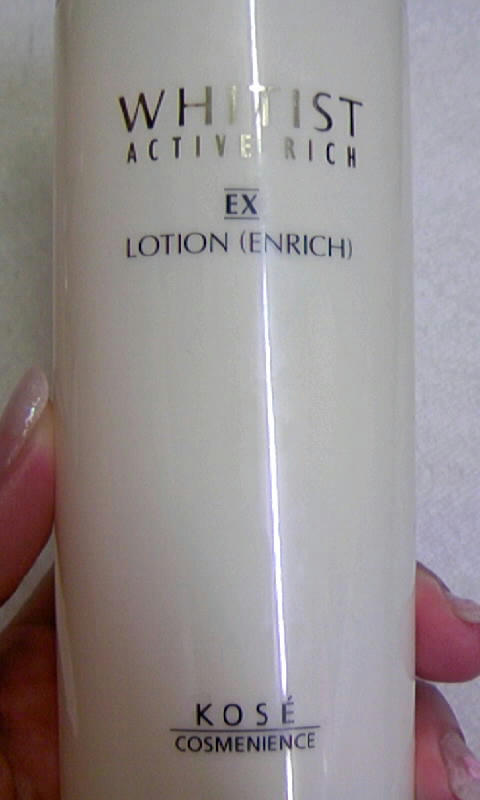 WHITIST
ACTIVE RICH
EX
LOTION (ENRICH)
KOSÉ
COSMENIENCE